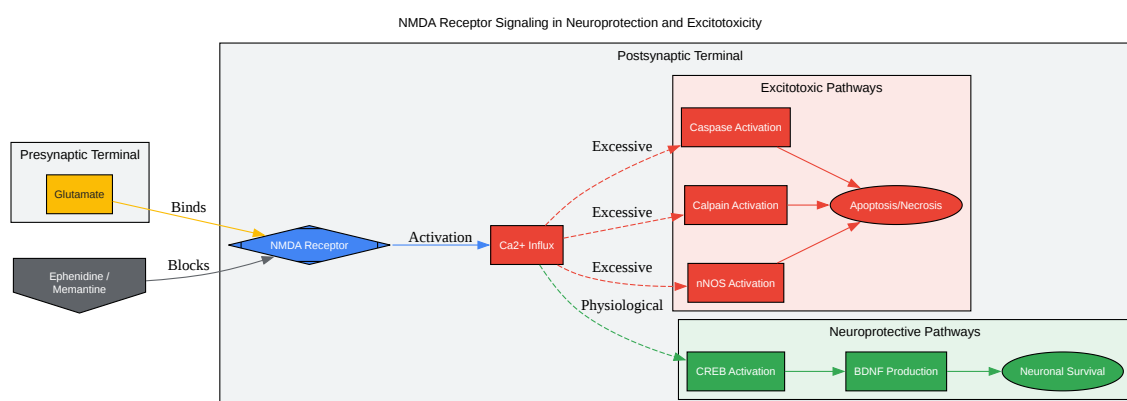 NMDA Receptor Signaling in Neuroprotection and Excitotoxicity
Postsynaptic Terminal
Excitotoxic Pathways
Caspase Activation
Excessive
Presynaptic Terminal
Glutamate
Binds
Calpain Activation
Apoptosis/Necrosis
Excessive
NMDA Receptor
Activation
Ca2+ Influx
Blocks
Ephenidine /
Memantine
Excessive
nNOS Activation
Physiological
Neuroprotective Pathways
CREB Activation
BDNF Production
Neuronal Survival